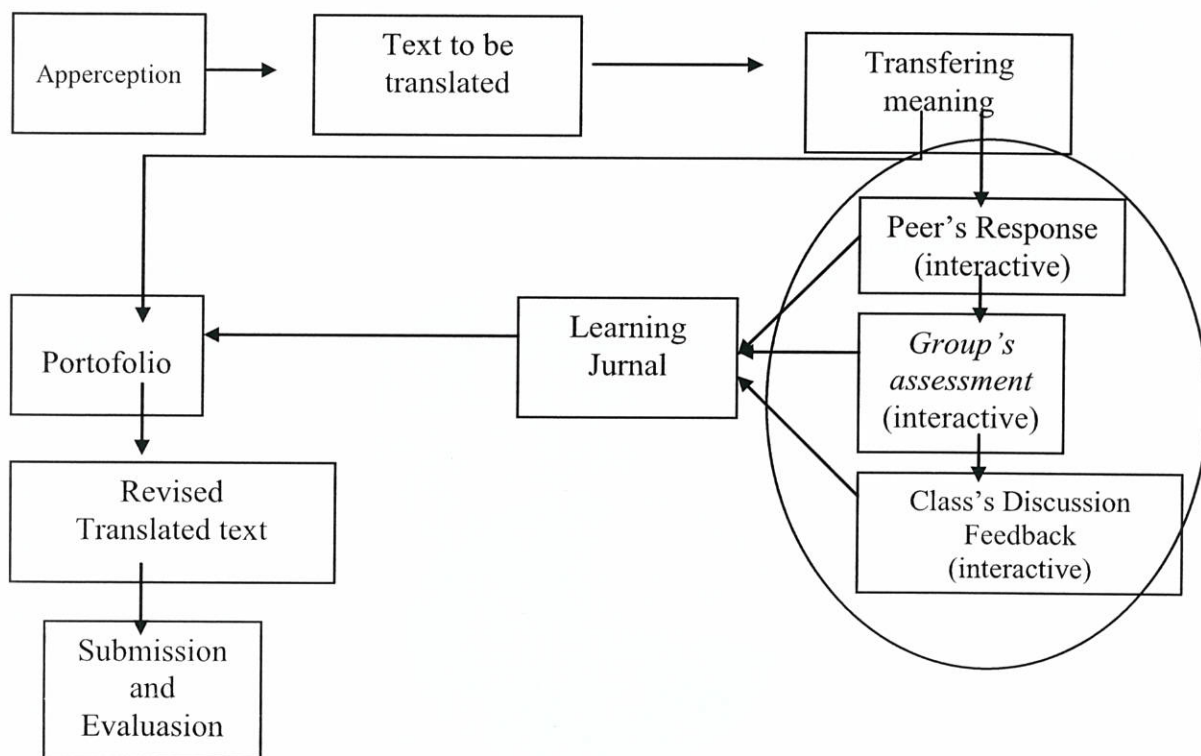 Apperception
Text to be
translated
Transfering
meaning
Peer's Response
(interactive)
Group's
assessment
(interactive)
Class's Discussion
Feedback
(interactive)
Learning
Jurnal
Portofolio
Revised
Translated text
Submission
and
Evaluasion